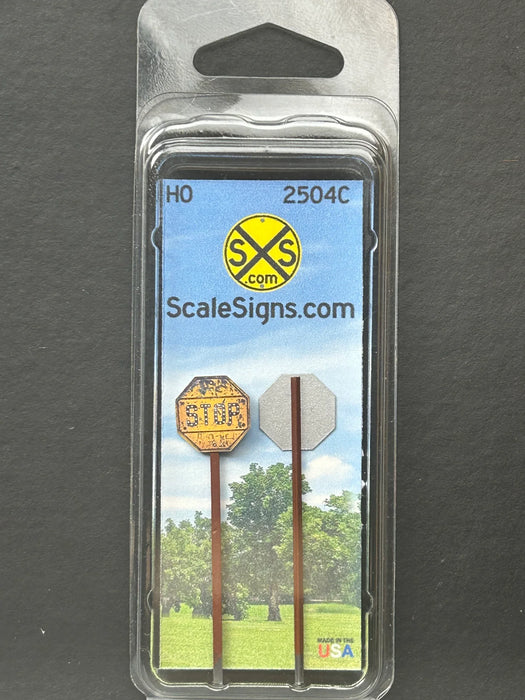 HO 2504C
S S
.com
ScaleSigns.com
STOP
MADE IN THE
USA